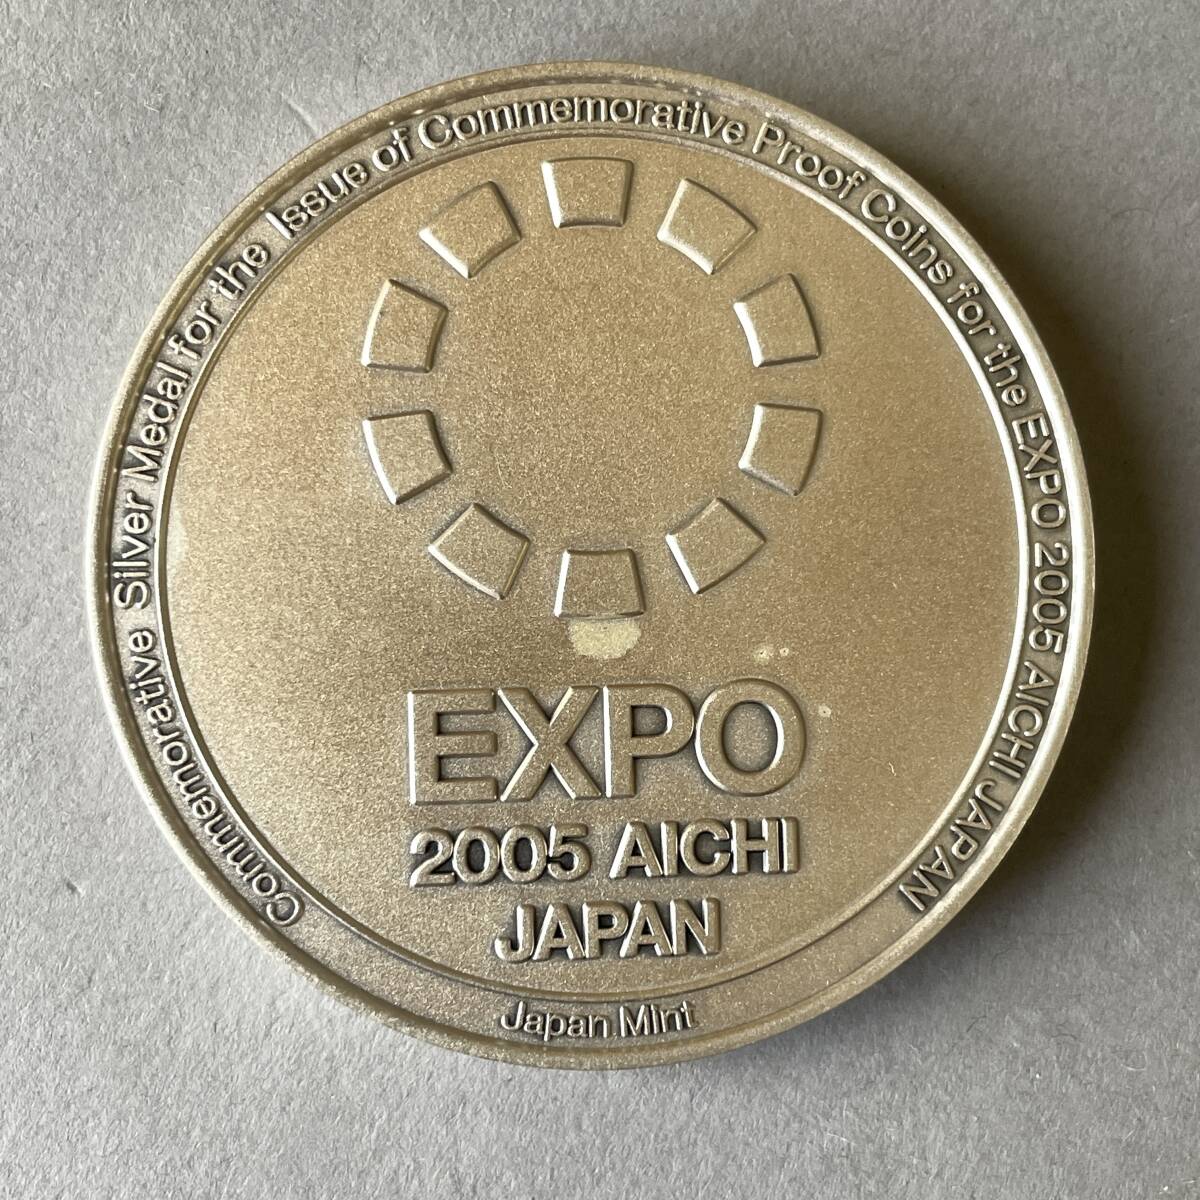 Commemorative Silver Medal for the Issue of Commemorative Proof Coins for the EXPO 2005 AICHI JAPAN
EXPO
2005 AICHI
JAPAN
Japan Mint